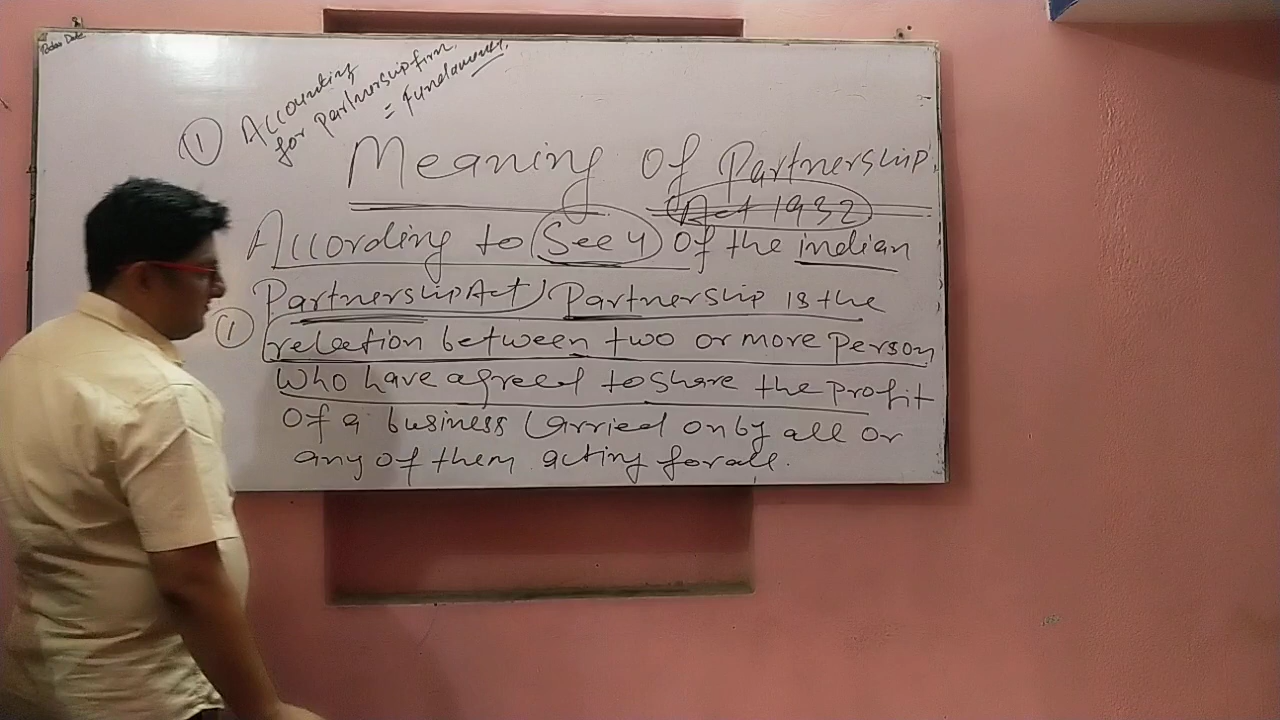 ① Accounting
for partnership firm
= Fundamental
Meaning of Partnership
Act 1932
According to Sec 4 of the indian
Partnership Act, Partnership is the
① relation between two or more person
who have agreed to share the profit
of a business carried on by all or
any of them acting for all.